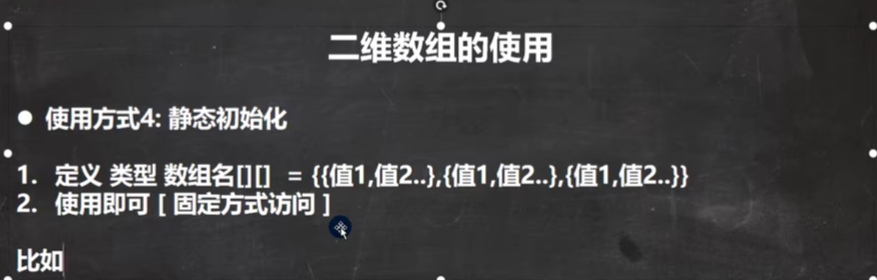 二维数组的使用
● 使用方式4: 静态初始化
1. 定义 类型 数组名[][] = {{值1,值2..},{值1,值2..},{值1,值2..}}
2. 使用即可 [ 固定方式访问 ]
比如